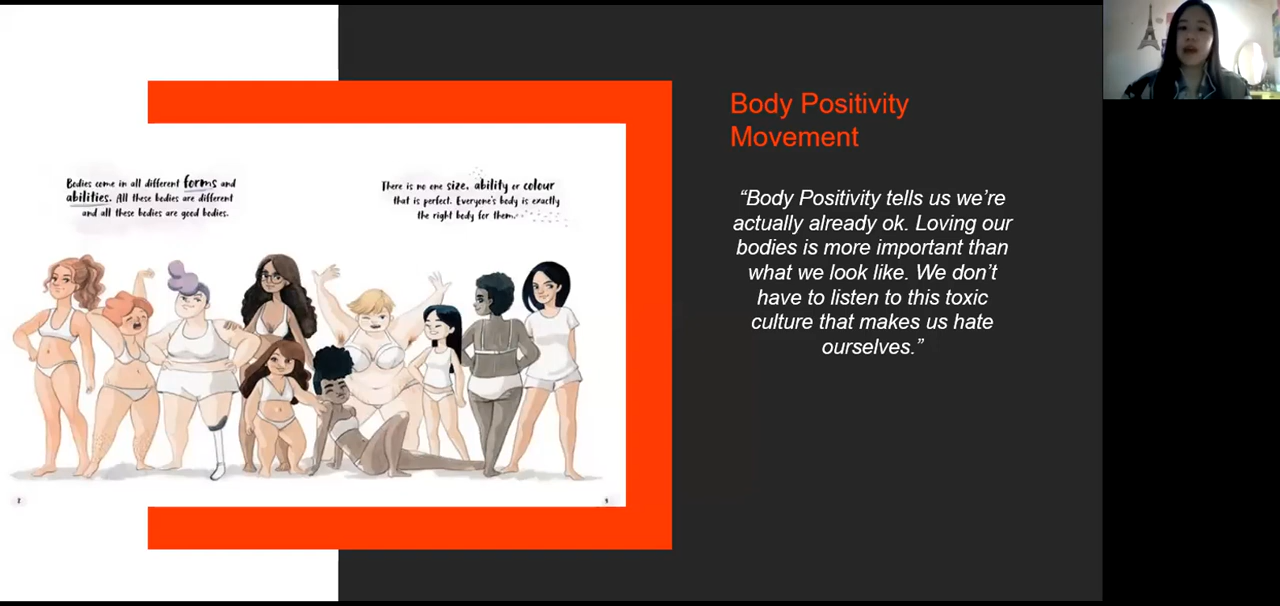 Bodies come in all different forms and
abilities. All these bodies are different
and all these bodies are good bodies.
There is no one size, ability or colour
that is perfect. Everyone's body is exactly
the right body for them.
Body Positivity
Movement
“Body Positivity tells us we’re
actually already ok. Loving our
bodies is more important than
what we look like. We don’t
have to listen to this toxic
culture that makes us hate
ourselves.”